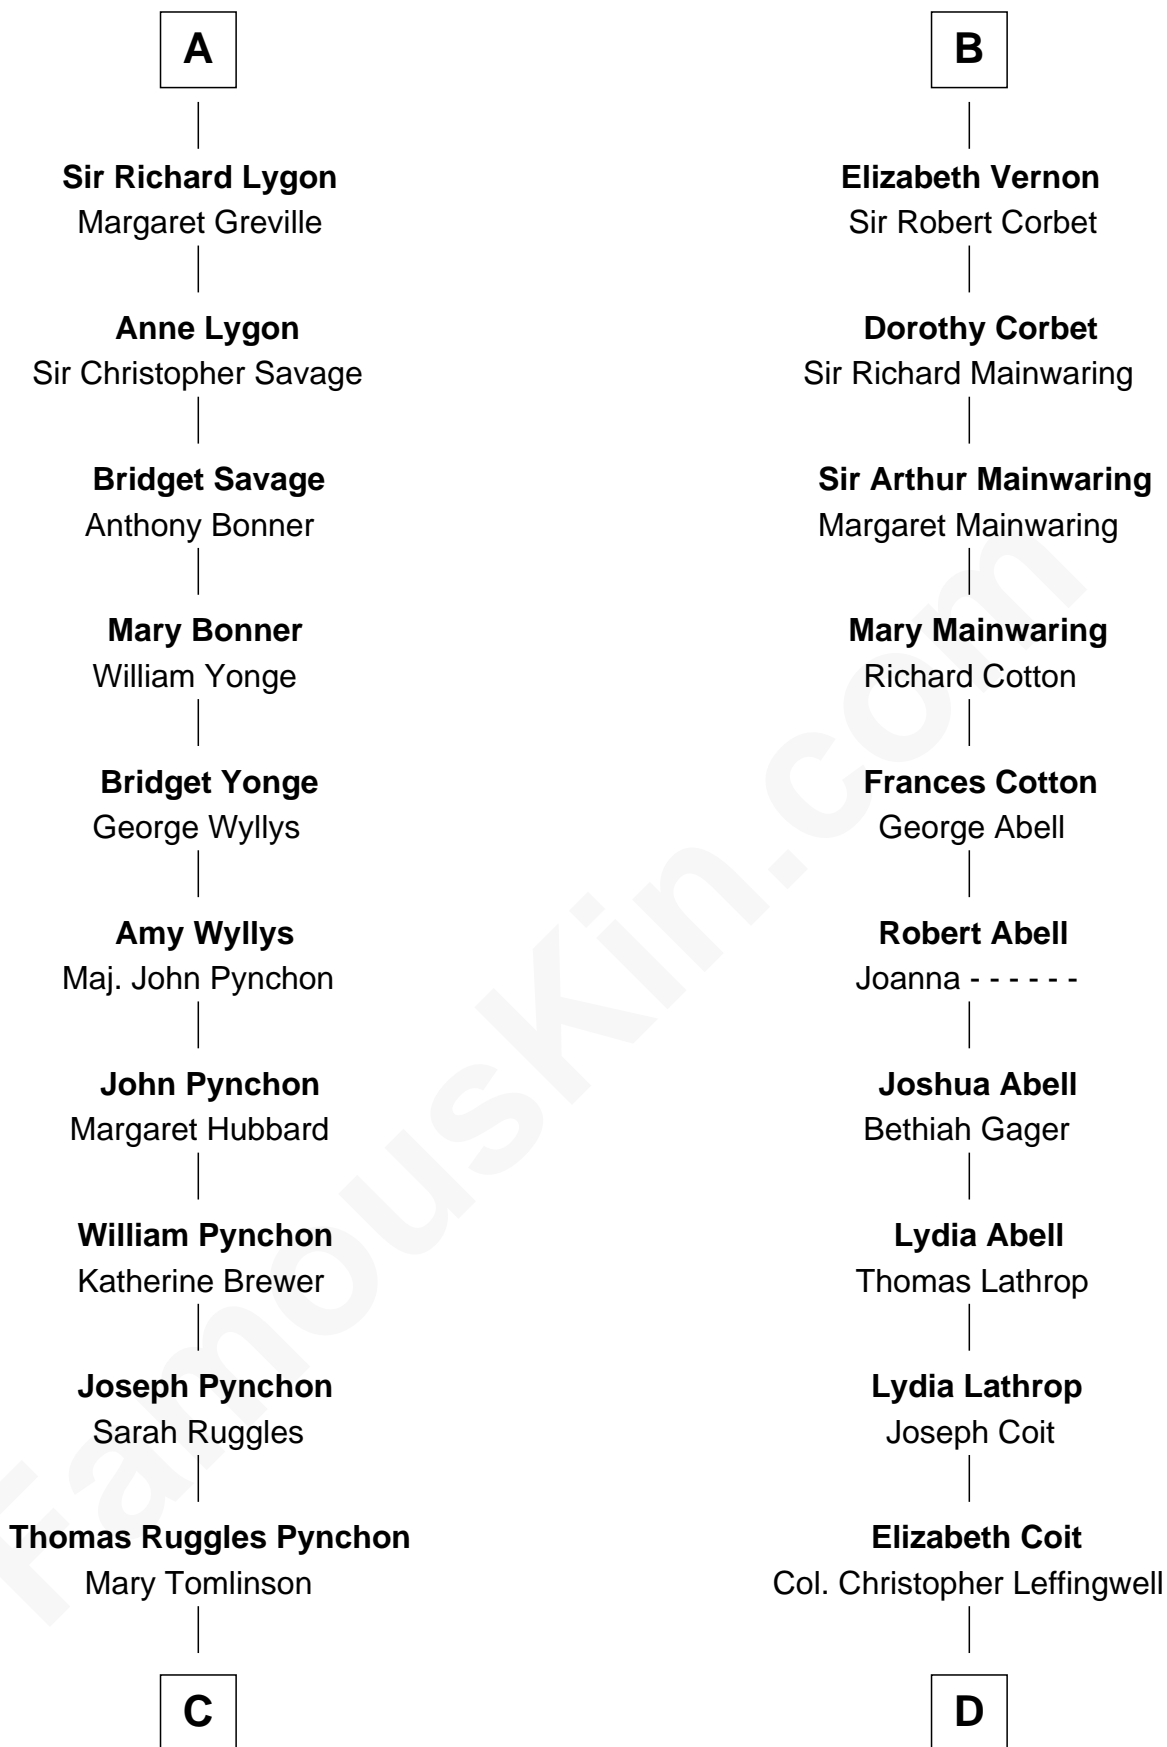 A
Sir Richard Lygon
Margaret Greville
Anne Lygon
Sir Christopher Savage
Bridget Savage
Anthony Bonner
Mary Bonner
William Yonge
Bridget Yonge
George Wyllys
Amy Wyllys
Maj. John Pynchon
John Pynchon
Margaret Hubbard
William Pynchon
Katherine Brewer
Joseph Pynchon
Sarah Ruggles
Thomas Ruggles Pynchon
Mary Tomlinson
C
B
Elizabeth Vernon
Sir Robert Corbet
Dorothy Corbet
Sir Richard Mainwaring
Sir Arthur Mainwaring
Margaret Mainwaring
Mary Mainwaring
Richard Cotton
Frances Cotton
George Abell
Robert Abell
Joanna - - - - - -
Joshua Abell
Bethiah Gager
Lydia Abell
Thomas Lathrop
Lydia Lathrop
Joseph Coit
Elizabeth Coit
Col. Christopher Leffingwell
D
FamousKin.com